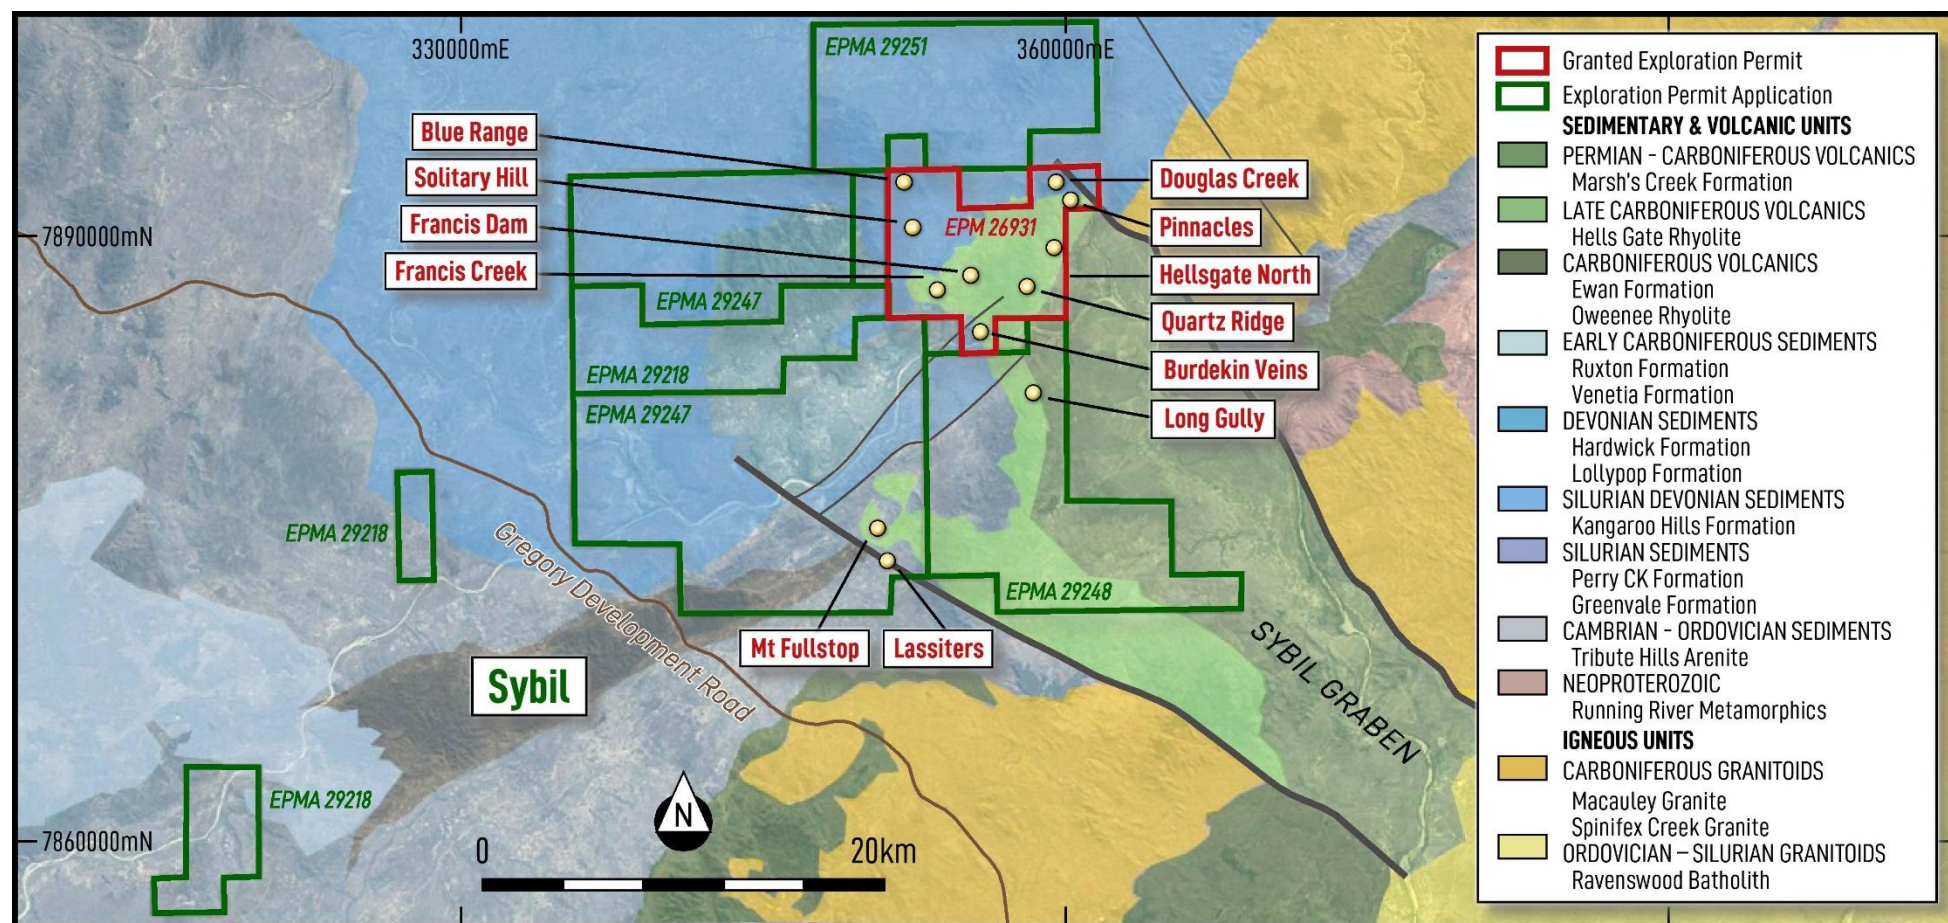 330000mE
360000mE
7890000mN
7860000mN
EPMA 29251
Blue Range
Solitary Hill
Francis Dam
Francis Creek
Douglas Creek
Pinnacles
Hellsgate North
Quartz Ridge
Burdekin Veins
Long Gully
EPM 26931
EPMA 29247
EPMA 29218
EPMA 29247
EPMA 29218
EPMA 29248
Gregory Development Road
Mt Fullstop
Lassiters
Sybil
SYBIL GRABEN
EPMA 29218
N
0
20km
Granted Exploration Permit
Exploration Permit Application
SEDIMENTARY & VOLCANIC UNITS
PERMIAN - CARBONIFEROUS VOLCANICS
Marsh's Creek Formation
LATE CARBONIFEROUS VOLCANICS
Hells Gate Rhyolite
CARBONIFEROUS VOLCANICS
Ewan Formation
Oweenee Rhyolite
EARLY CARBONIFEROUS SEDIMENTS
Ruxton Formation
Venetia Formation
DEVONIAN SEDIMENTS
Hardwick Formation
Lollypop Formation
SILURIAN DEVONIAN SEDIMENTS
Kangaroo Hills Formation
SILURIAN SEDIMENTS
Perry CK Formation
Greenvale Formation
CAMBRIAN - ORDOVICIAN SEDIMENTS
Tribute Hills Arenite
NEOPROTEROZOIC
Running River Metamorphics
IGNEOUS UNITS
CARBONIFEROUS GRANITOIDS
Macauley Granite
Spinifex Creek Granite
ORDOVICIAN – SILURIAN GRANITOIDS
Ravenswood Batholith